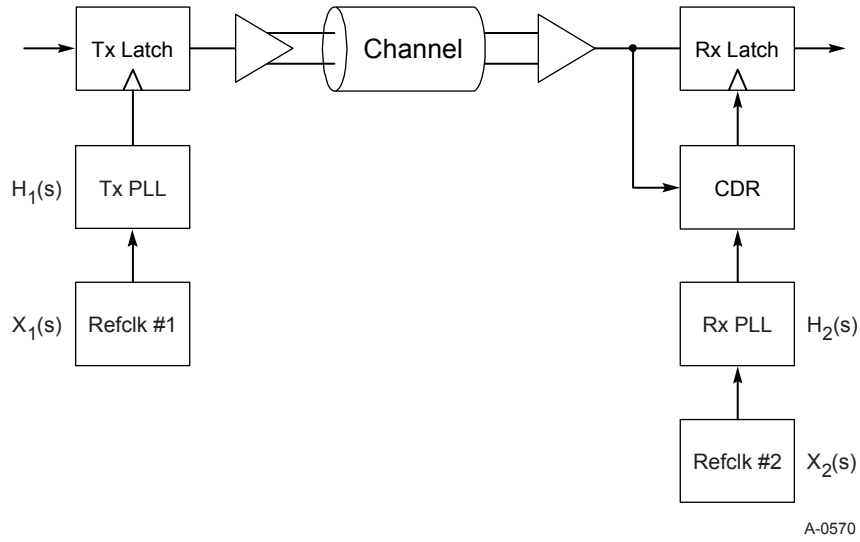 Tx Latch
Channel
Rx Latch
H1(s)
Tx PLL
CDR
X1(s)
Refclk #1
Rx PLL
H2(s)
Refclk #2
X2(s)
A-0570